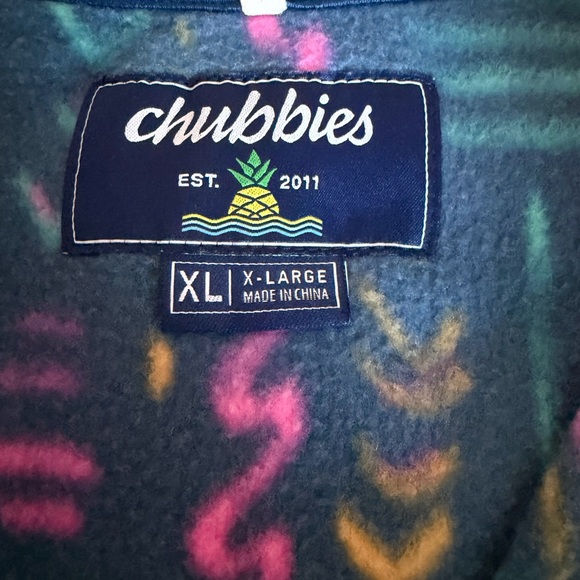 chubbies
EST. 2011
XL
X-LARGE
MADE IN CHINA